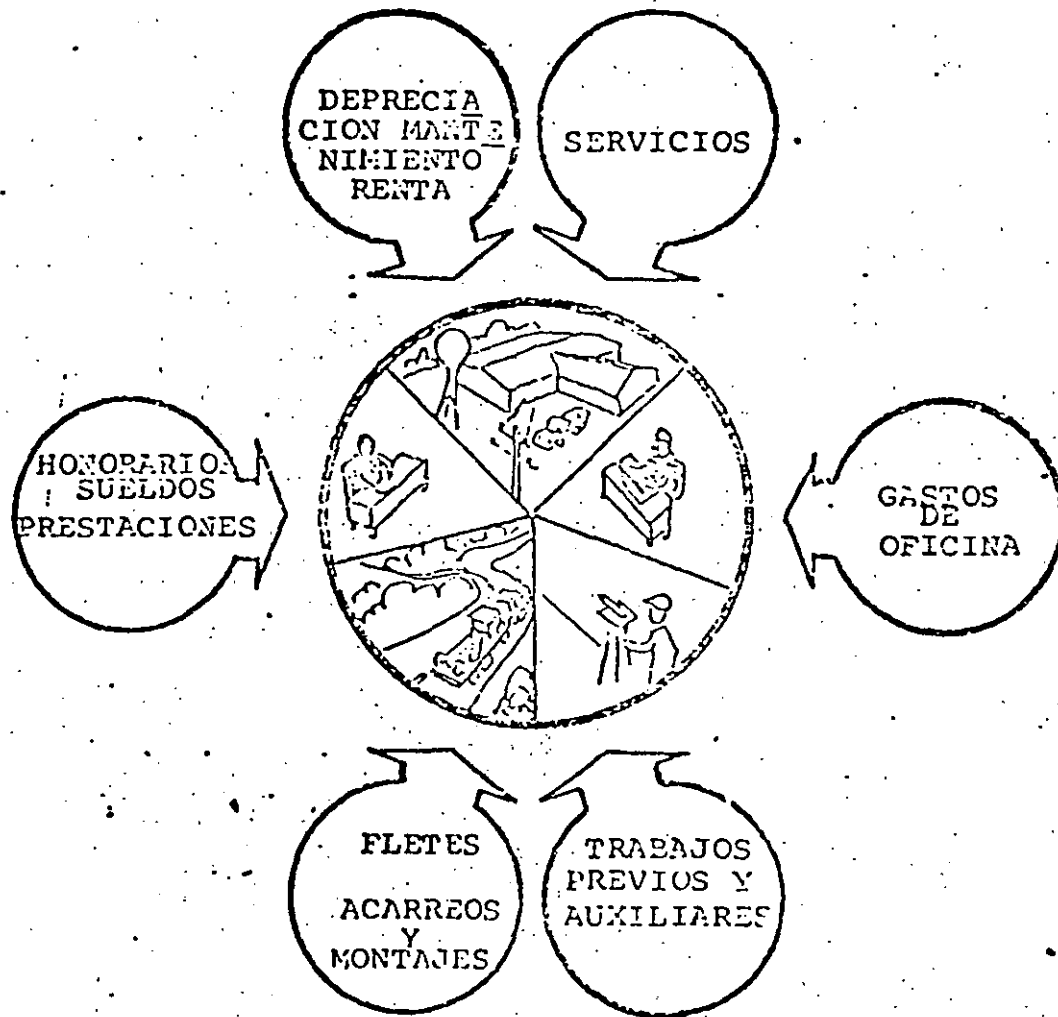 DEPRECIA
CION MANTE
NIMIENTO
RENTA
SERVICIOS
HONORARIOS
SUELDOS
PRESTACIONES
GASTOS
DE
OFICINA
FLETES
ACARREOS
Y
MONTAJES
TRABAJOS
PREVIOS Y
AUXILIARES